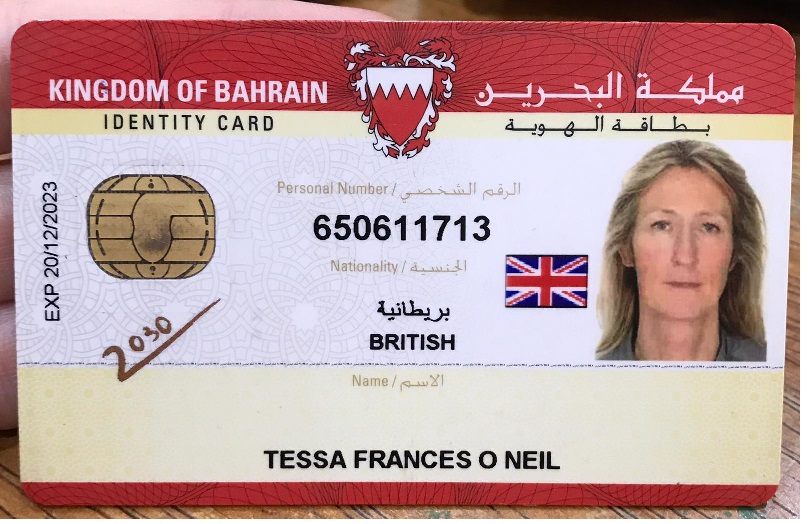 KINGDOM OF BAHRAIN
مملكة البحرين
IDENTITY CARD
بطاقة الهوية
Personal Number / الرقم الشخصي
650611713
Nationality / الجنسية
بريطانية
BRITISH
EXP 20/12/2023
2030
Name / الاسم
TESSA FRANCES O NEIL